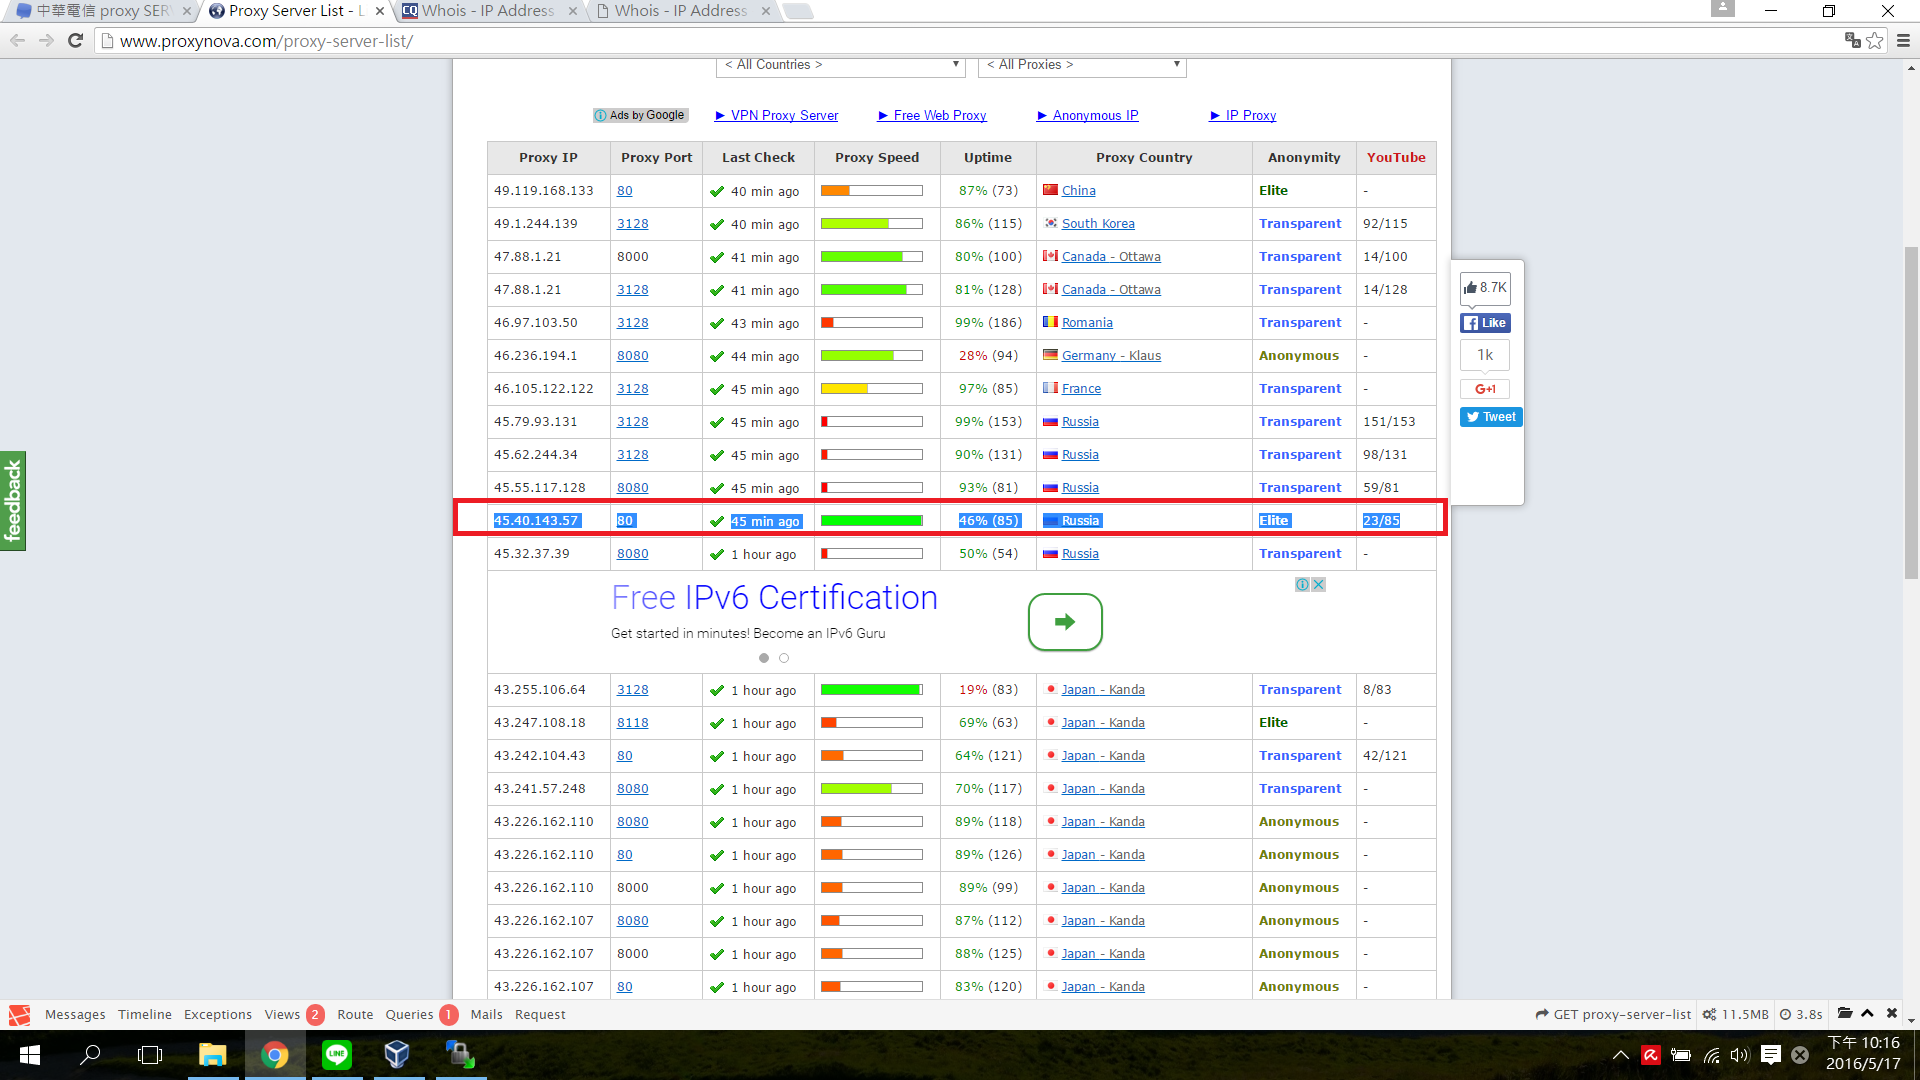 中華電信 proxy SER
Proxy Server List - L
CQ Whois - IP Address
Whois - IP Address
www.proxynova.com/proxy-server-list/
< All Countries > < All Proxies >
Ads by Google ► VPN Proxy Server ► Free Web Proxy ► Anonymous IP ► IP Proxy
Proxy IP Proxy Port Last Check Proxy Speed Uptime Proxy Country Anonymity YouTube
49.119.168.133 80 40 min ago 87% (73) China Elite -
49.1.244.139 3128 40 min ago 86% (115) South Korea Transparent 92/115
47.88.1.21 8000 41 min ago 80% (100) Canada - Ottawa Transparent 14/100
47.88.1.21 3128 41 min ago 81% (128) Canada - Ottawa Transparent 14/128
46.97.103.50 3128 43 min ago 99% (186) Romania Transparent -
46.236.194.1 8080 44 min ago 28% (94) Germany - Klaus Anonymous -
46.105.122.122 3128 45 min ago 97% (85) France Transparent -
45.79.93.131 3128 45 min ago 99% (153) Russia Transparent 151/153
45.62.244.34 3128 45 min ago 90% (131) Russia Transparent 98/131
45.55.117.128 8080 45 min ago 93% (81) Russia Transparent 59/81
45.40.143.57 80 45 min ago 46% (85) Russia Elite 23/85
45.32.37.39 8080 1 hour ago 50% (54) Russia Transparent -
Free IPv6 Certification
Get started in minutes! Become an IPv6 Guru
43.255.106.64 3128 1 hour ago 19% (83) Japan - Kanda Transparent 8/83
43.247.108.18 8118 1 hour ago 69% (63) Japan - Kanda Elite -
43.242.104.43 80 1 hour ago 64% (121) Japan - Kanda Transparent 42/121
43.241.57.248 8080 1 hour ago 70% (117) Japan - Kanda Transparent -
43.226.162.110 8080 1 hour ago 89% (118) Japan - Kanda Anonymous -
43.226.162.110 80 1 hour ago 89% (126) Japan - Kanda Anonymous -
43.226.162.110 8000 1 hour ago 89% (99) Japan - Kanda Anonymous -
43.226.162.107 8080 1 hour ago 87% (112) Japan - Kanda Anonymous -
43.226.162.107 8000 1 hour ago 88% (125) Japan - Kanda Anonymous -
43.226.162.107 80 1 hour ago 83% (120) Japan - Kanda Anonymous -
8.7K
Like
1k
G+1
Tweet
feedback
Messages Timeline Exceptions Views 2 Route Queries 1 Mails Request
GET proxy-server-list 11.5MB 3.8s
LINE
下午 10:16
2016/5/17